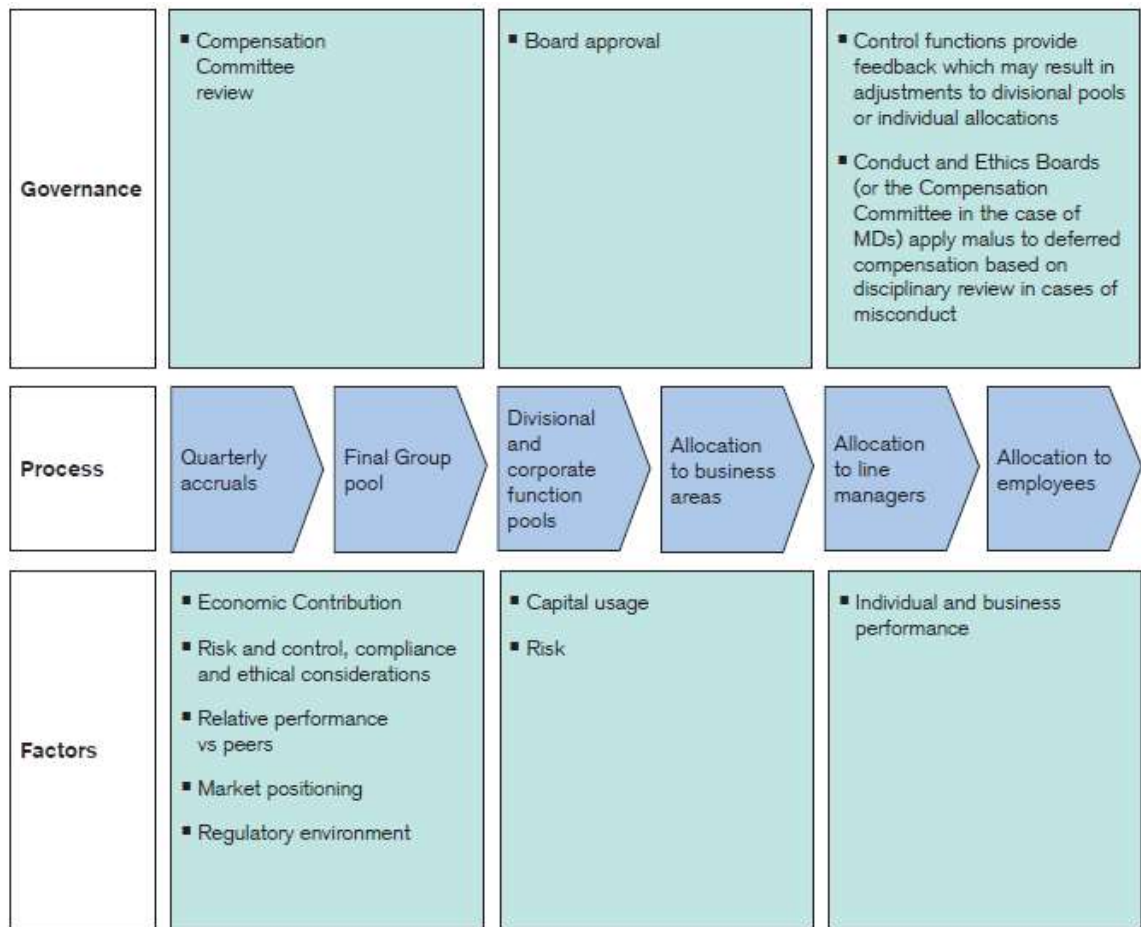 Governance
▪ Compensation
Committee
review
▪ Board approval
▪ Control functions provide
feedback which may result in
adjustments to divisional pools
or individual allocations
▪ Conduct and Ethics Boards
(or the Compensation
Committee in the case of
MDs) apply malus to deferred
compensation based on
disciplinary review in cases of
misconduct
Process
Quarterly
accruals
Final Group
pool
Divisional
and
corporate
function
pools
Allocation
to business
areas
Allocation
to line
managers
Allocation to
employees
Factors
▪ Economic Contribution
▪ Risk and control, compliance
and ethical considerations
▪ Relative performance
vs peers
▪ Market positioning
▪ Regulatory environment
▪ Capital usage
▪ Risk
▪ Individual and business
performance